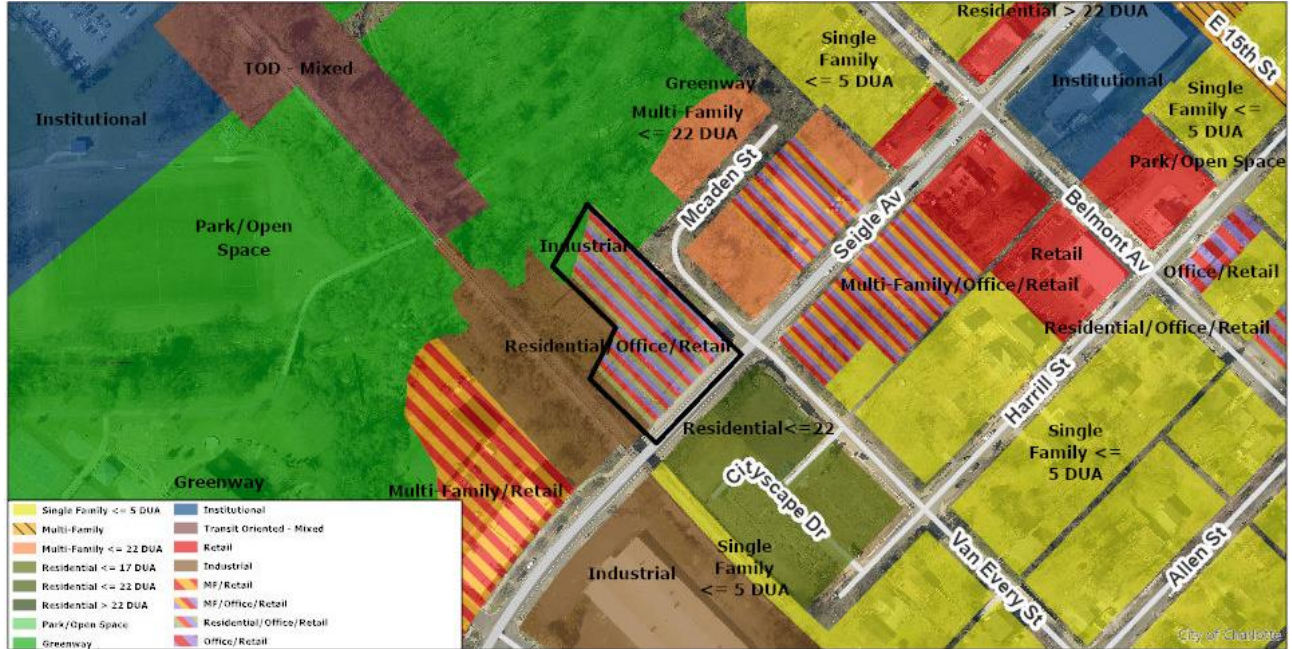 Residential > 22 DUA
E 15th St
Single
Family
<= 5 DUA
TOD - Mixed
Institutional
Greenway
Institutional
Single
Family <=
5 DUA
Multi-Family
<= 22 DUA
Mcaden St
Park/Open Space
Seigle Av
Belmont Av
Park/Open
Space
Industrial
Retail
Office/Retail
Multi-Family/Office/Retail
Residential/Office/Retail
Residential/Office/Retail
Harrill St
Residential<=22
Single
Family <=
5 DUA
Cityscape Dr
Greenway
Multi-Family/Retail
Van Every St
Allen St
Industrial
Single
Family
<= 5 DUA
Single Family <= 5 DUA
Multi-Family
Multi-Family <= 22 DUA
Residential <= 17 DUA
Residential <= 22 DUA
Residential > 22 DUA
Park/Open Space
Greenway
Institutional
Transit Oriented - Mixed
Retail
Industrial
MF/Retail
MF/Office/Retail
Residential/Office/Retail
Office/Retail
City of Charlotte